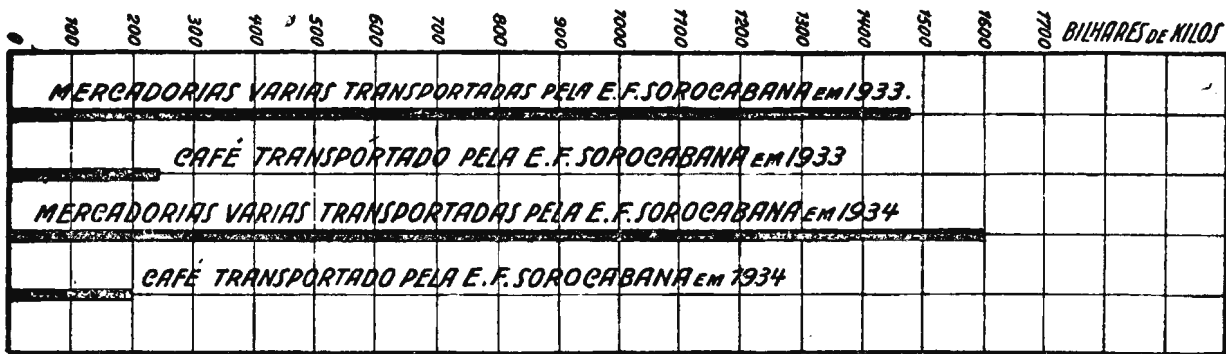 0 100 200 300 400 500 600 700 800 900 1000 1100 1200 1300 1400 1500 1600 1700 BILHARES DE KILOS
MERCADORIAS VARIAS TRANSPORTADAS PELA E.F.SOROCABANA EM 1933.
CAFÉ TRANSPORTADO PELA E.F.SOROCABANA EM 1933
MERCADORIAS VARIAS TRANSPORTADAS PELA E.F.SOROCABANA EM 1934
CAFÉ TRANSPORTADO PELA E.F.SOROCABANA EM 1934